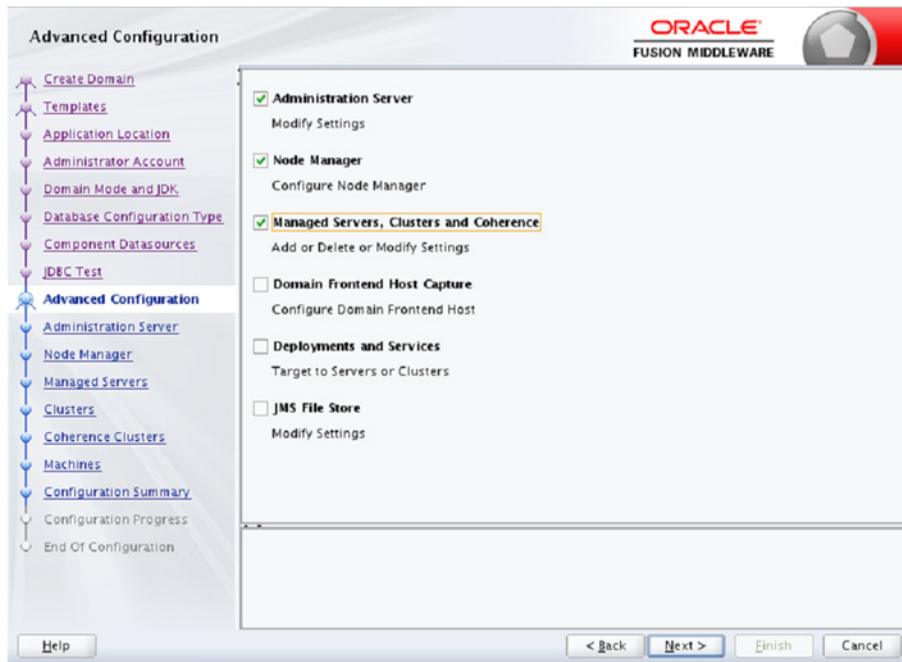 Advanced Configuration
ORACLE
FUSION MIDDLEWARE
Create Domain
Templates
Application Location
Administrator Account
Domain Mode and JDK
Database Configuration Type
Component Datasources
JDBC Test
Advanced Configuration
Administration Server
Node Manager
Managed Servers
Clusters
Coherence Clusters
Machines
Configuration Summary
Configuration Progress
End Of Configuration
Administration Server
Modify Settings
Node Manager
Configure Node Manager
Managed Servers, Clusters and Coherence
Add or Delete or Modify Settings
Domain Frontend Host Capture
Configure Domain Frontend Host
Deployments and Services
Target to Servers or Clusters
JMS File Store
Modify Settings
Help
< Back
Next >
Finish
Cancel